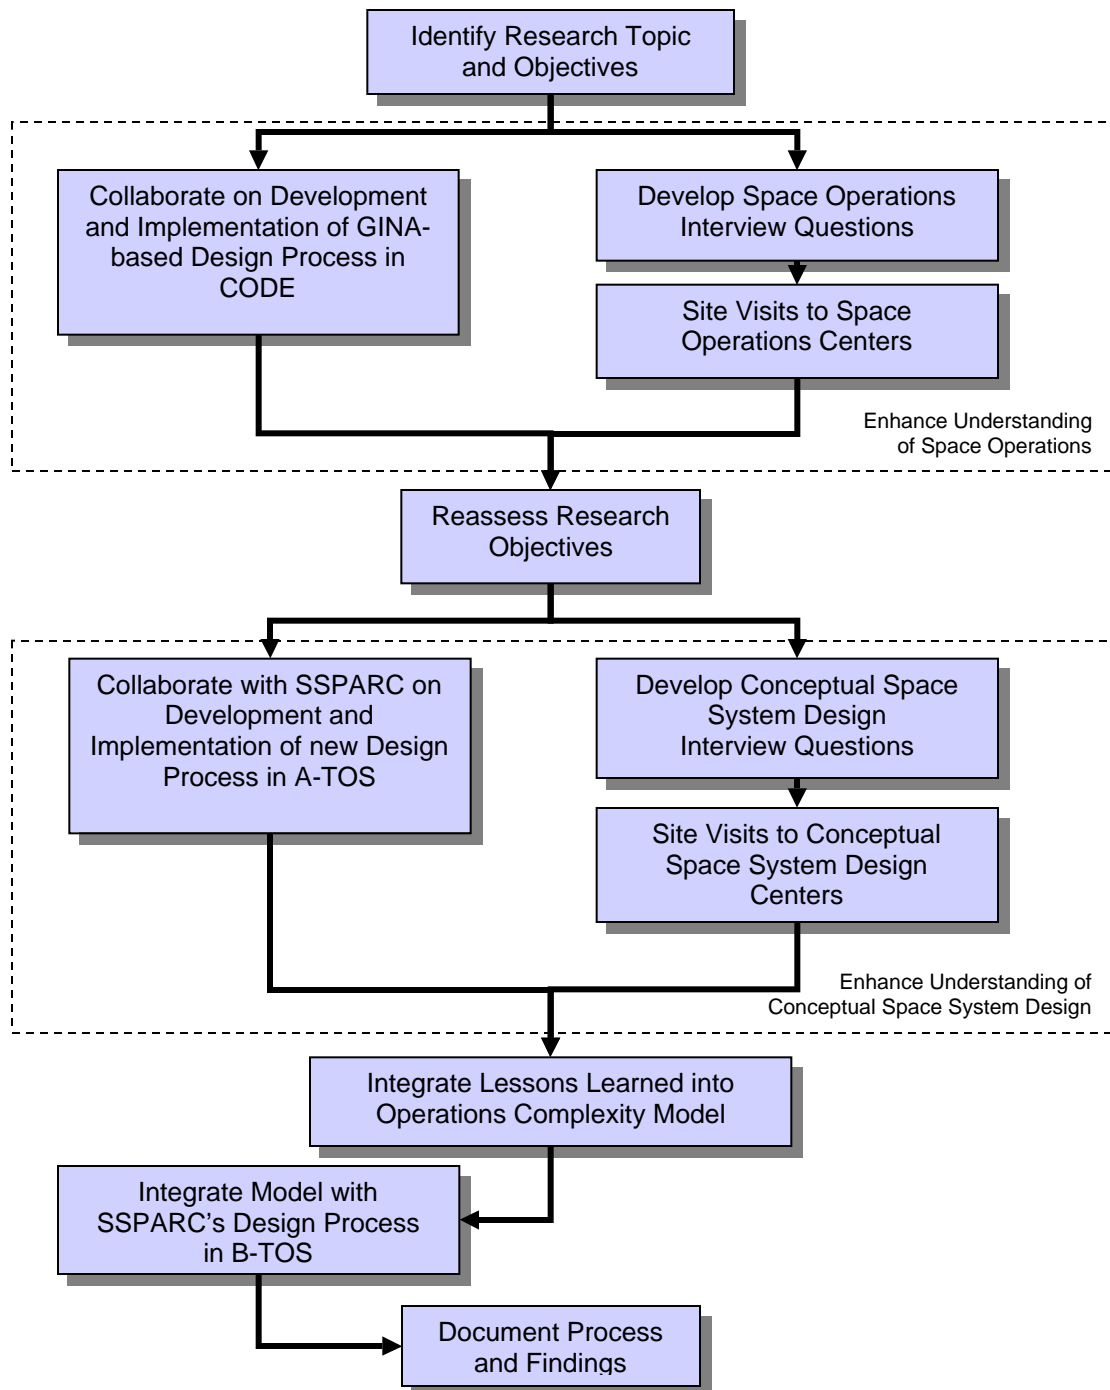 Identify Research Topic
and Objectives
Collaborate on Development
and Implementation of GINA-
based Design Process in
CODE
Develop Space Operations
Interview Questions
Site Visits to Space
Operations Centers
Enhance Understanding
of Space Operations
Reassess Research
Objectives
Collaborate with SSPARC on
Development and
Implementation of new Design
Process in A-TOS
Develop Conceptual Space
System Design
Interview Questions
Site Visits to Conceptual
Space System Design
Centers
Enhance Understanding of
Conceptual Space System Design
Integrate Lessons Learned into
Operations Complexity Model
Integrate Model with
SSPARC's Design Process
in B-TOS
Document Process
and Findings